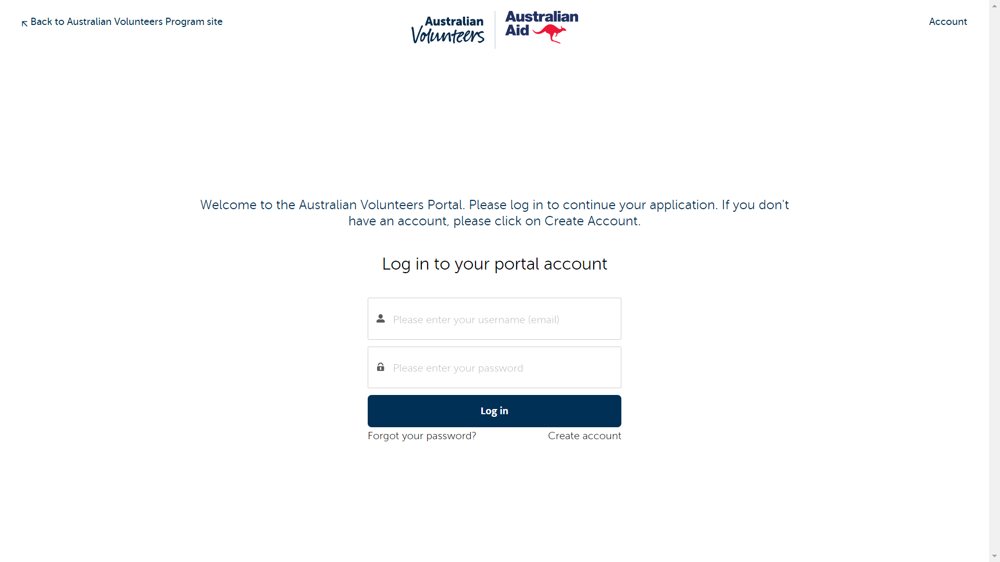 Back to Australian Volunteers Program site
Australian
Volunteers
Australian
Aid
Account
Welcome to the Australian Volunteers Portal. Please log in to continue your application. If you don't
have an account, please click on Create Account.
Log in to your portal account
Please enter your username (email)
Please enter your password
Log in
Forgot your password?
Create account